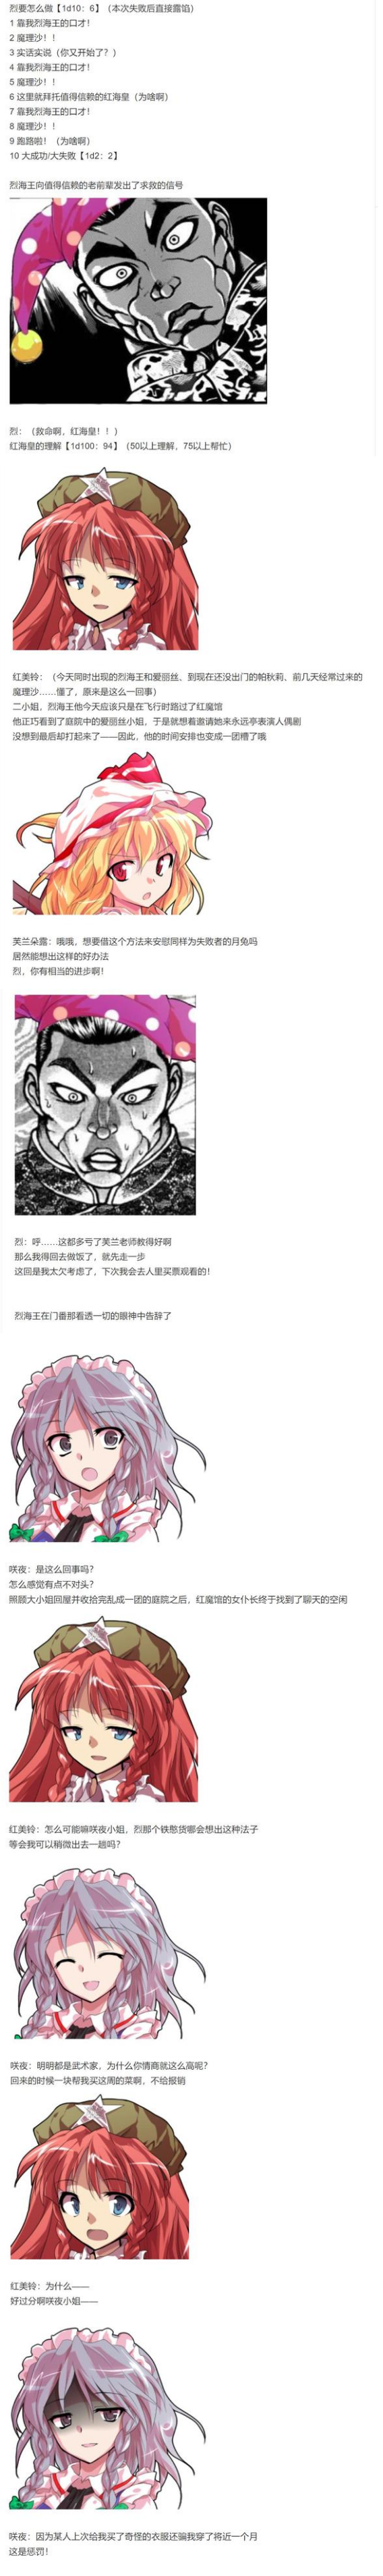 烈要怎么做【1d10：6】（本次失败后直接露馅）
1 靠我烈海王的口才！
2 魔理沙！！
3 实话实说（你又开始了？）
4 靠我烈海王的口才！
5 魔理沙！！
6 这里就拜托值得信赖的红海皇（为啥啊）
7 靠我烈海王的口才！
8 魔理沙！！
9 跑路啦！（为啥啊）
10 大成功/大失败【1d2：2】
烈海王向值得信赖的老前辈发出了求救的信号
烈：（救命啊，红海皇！！）
红海皇的理解【1d100：94】（50以上理解，75以上帮忙）
红美铃：（今天同时出现的烈海王和爱丽丝、到现在还没出门的帕秋莉、前几天经常过来的
魔理沙……懂了，原来是这么一回事）
二小姐，烈海王他今天应该只是在飞行时路过了红魔馆
他正巧看到了庭院中的爱丽丝小姐，于是就想着邀请她来永远亭表演人偶剧
没想到最后却打起来了——因此，他的时间安排也变成一团糟了哦
芙兰朵露：哦哦，想要借这个方法来安慰同样为失败者的月兔吗
居然能想出这样的好办法
烈，你有相当的进步啊！
烈：呼……这都多亏了芙兰老师教得好啊
那么我得回去做饭了，就先走一步
这回是我太欠考虑了，下次我会去人里买票观看的！
烈海王在门番那看透一切的眼神中告辞了
咲夜：是这么回事吗？
怎么感觉有点不对头？
照顾大小姐回屋并收拾完乱成一团的庭院之后，红魔馆的女仆长终于找到了聊天的空闲
红美铃：怎么可能嘛咲夜小姐，烈那个铁憨货哪会想出这种法子
等会我可以稍微出去一趟吗？
咲夜：明明都是武术家，为什么你情商就这么高呢？
回来的时候一块帮我买这周的菜啊，不给报销
红美铃：为什么——
好过分啊咲夜小姐——
咲夜：因为某人上次给我买了奇怪的衣服还骗我穿了将近一个月
这是惩罚！